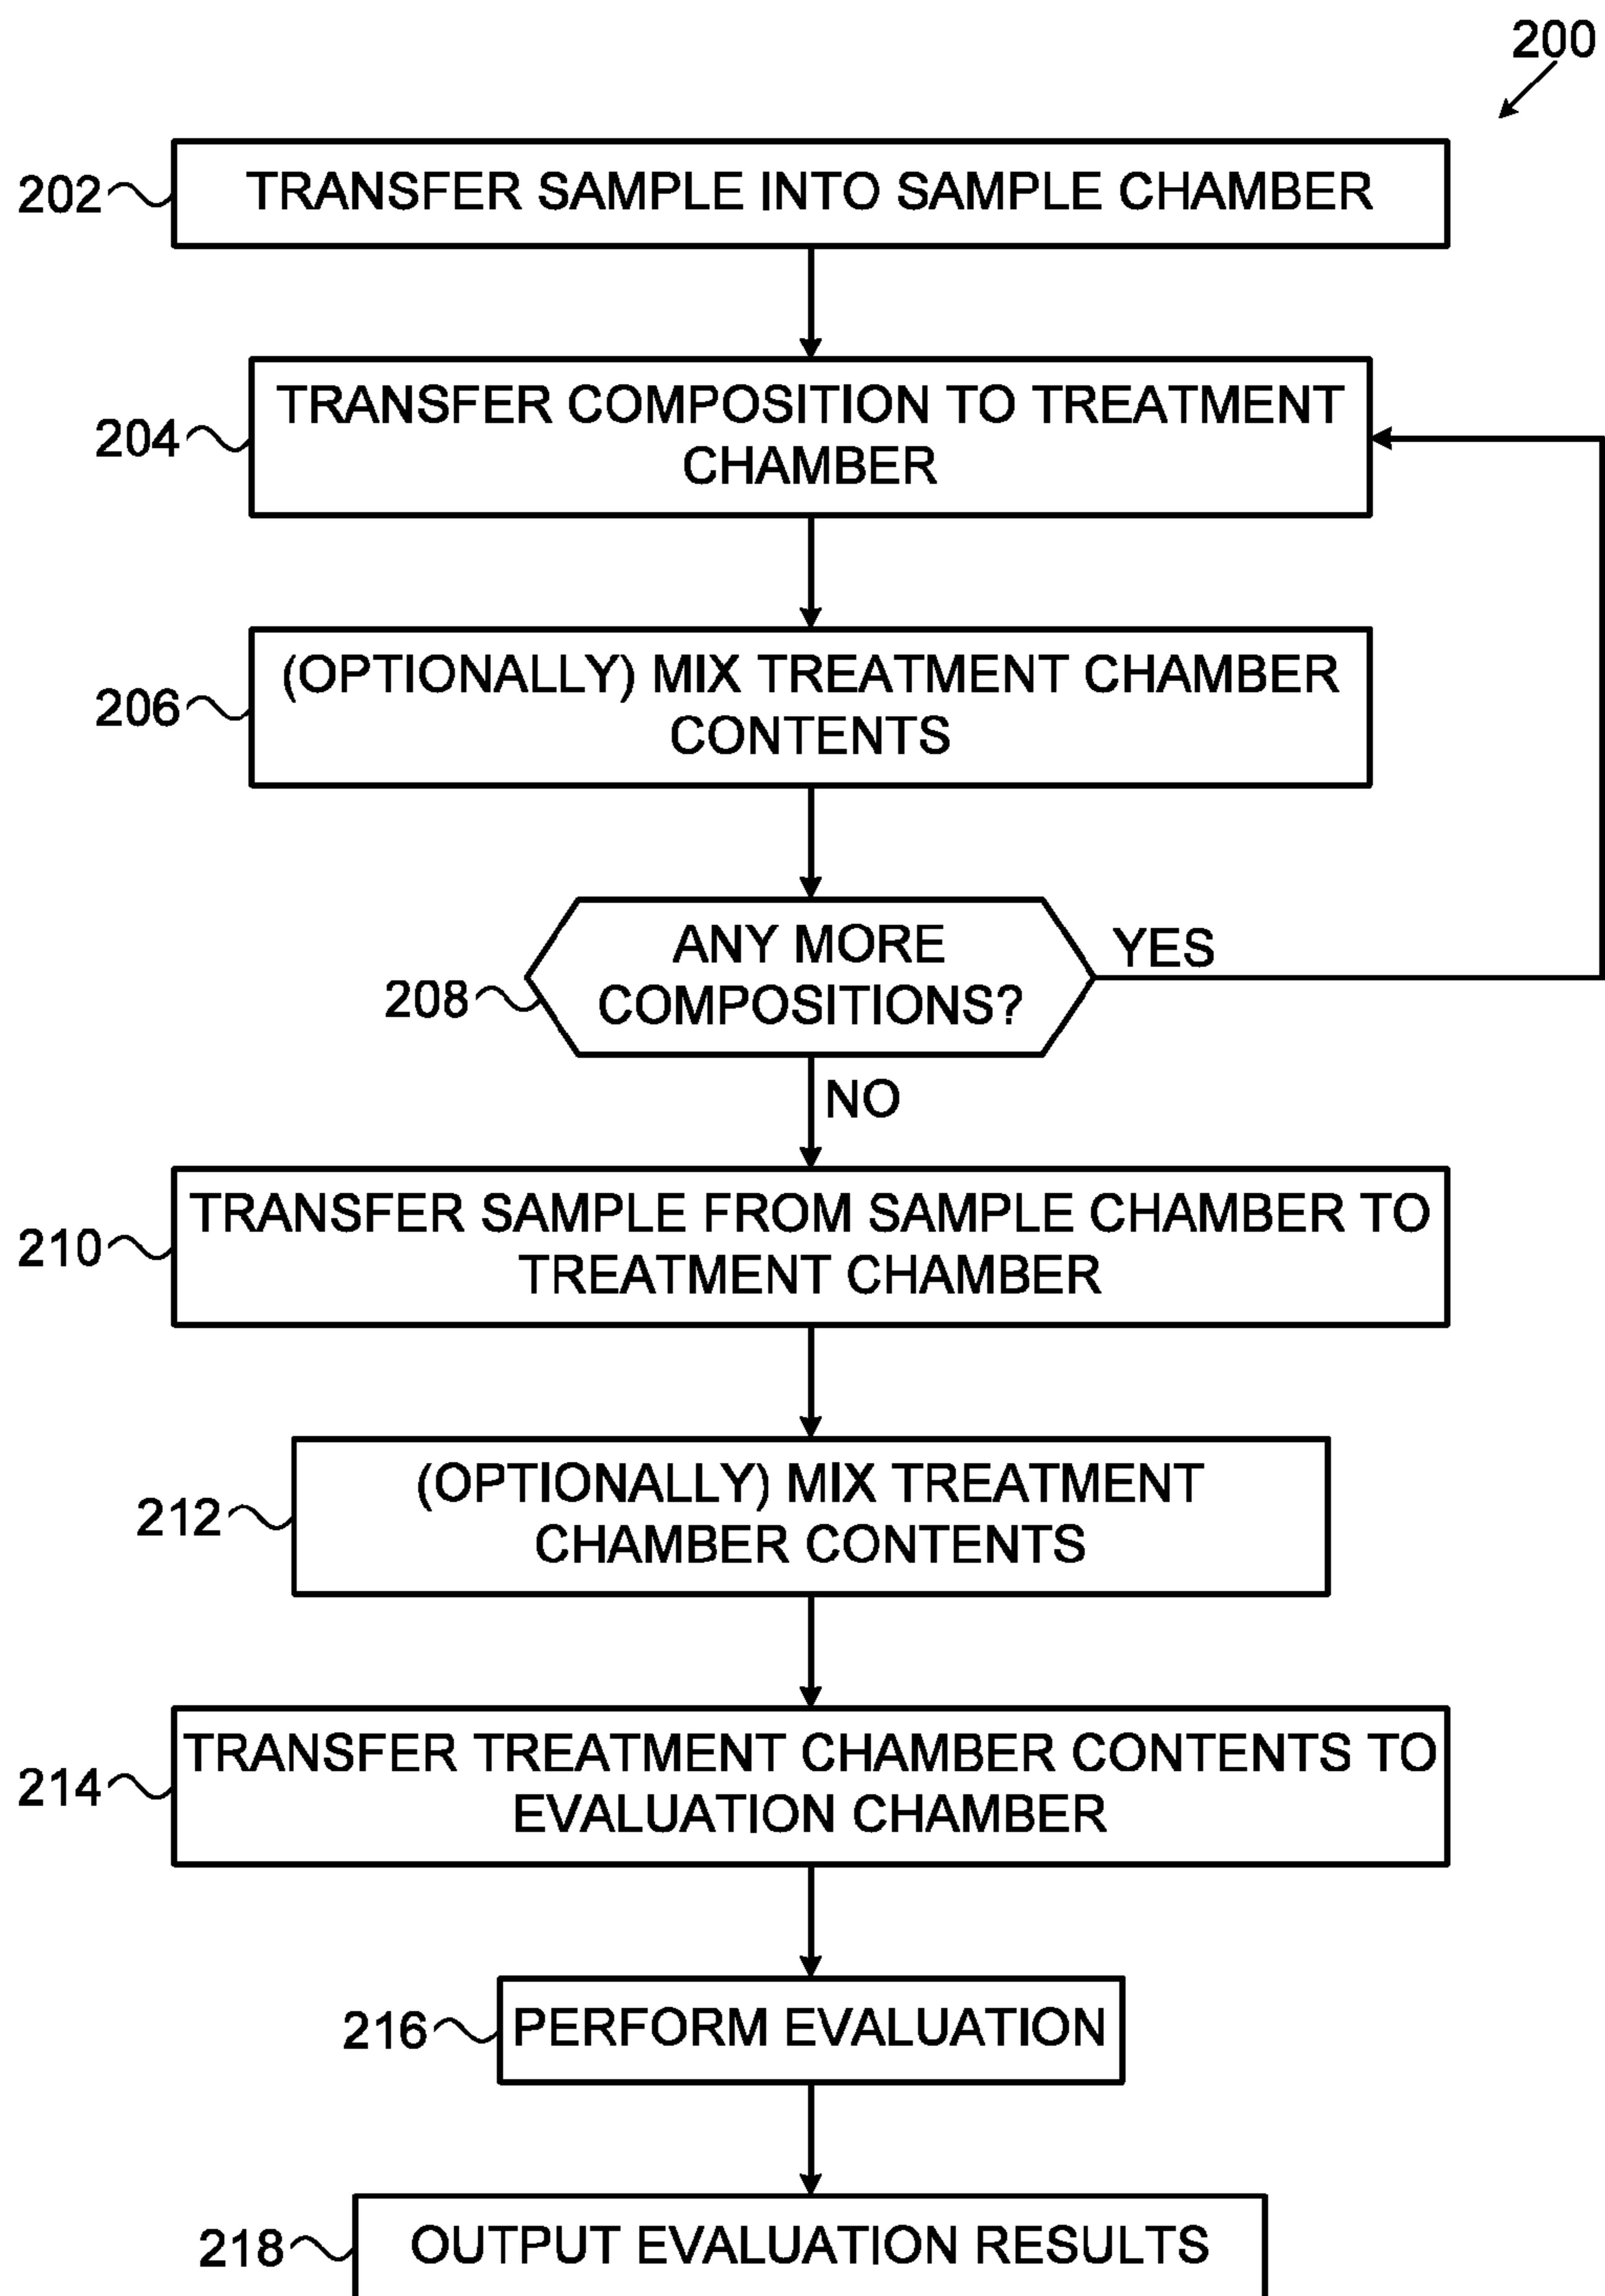 200
202
TRANSFER SAMPLE INTO SAMPLE CHAMBER
204
TRANSFER COMPOSITION TO TREATMENT
CHAMBER
206
(OPTIONALLY) MIX TREATMENT CHAMBER
CONTENTS
208
ANY MORE
COMPOSITIONS?
YES
NO
210
TRANSFER SAMPLE FROM SAMPLE CHAMBER TO
TREATMENT CHAMBER
212
(OPTIONALLY) MIX TREATMENT
CHAMBER CONTENTS
214
TRANSFER TREATMENT CHAMBER CONTENTS TO
EVALUATION CHAMBER
216
PERFORM EVALUATION
218
OUTPUT EVALUATION RESULTS